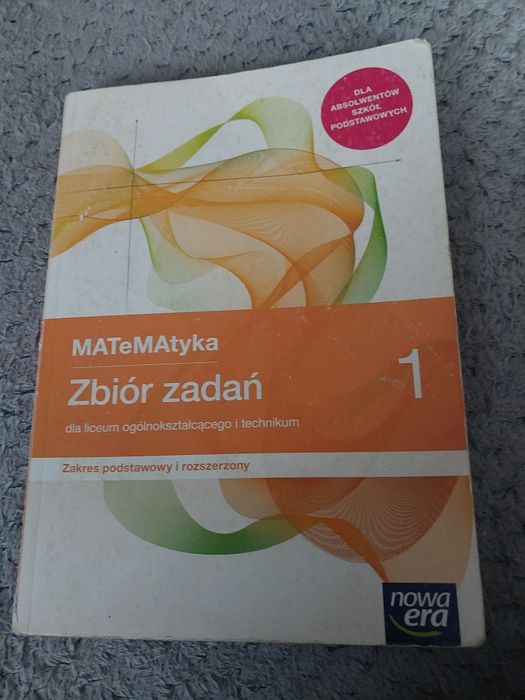 DLA
ABSOLWENTÓW
SZKÓŁ
PODSTAWOWYCH
MATeMAtyka
Zbiór zadań
1
dla liceum ogólnokształcącego i technikum
Zakres podstawowy i rozszerzony
nowa
era